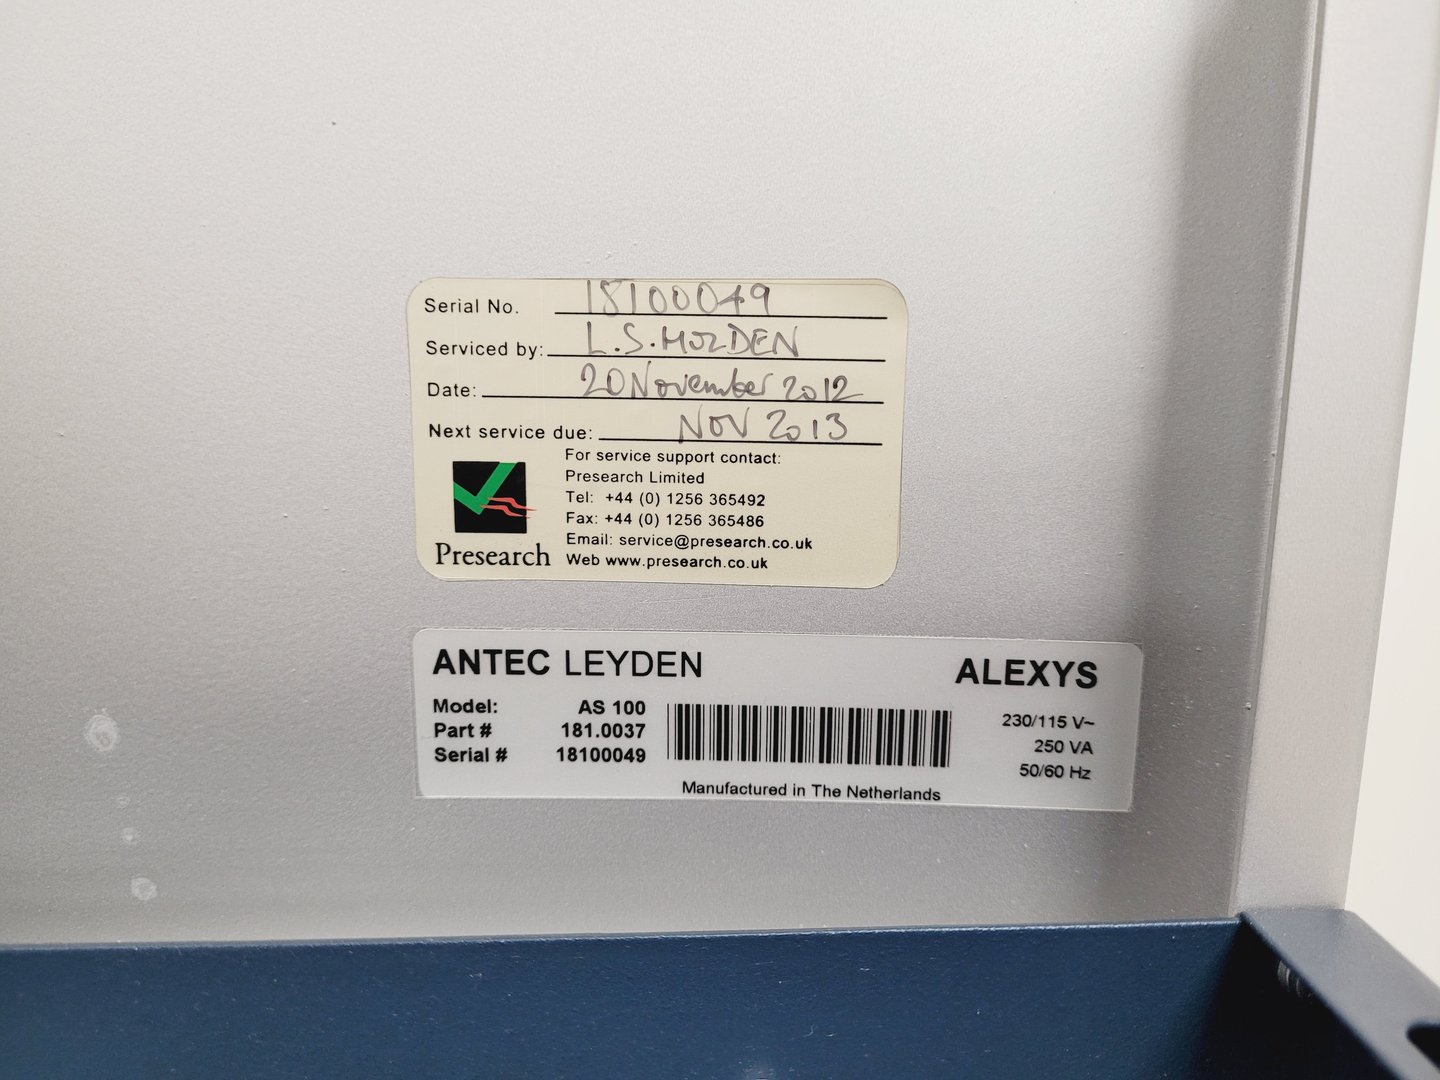 Serial No. 18100049
Serviced by: L.S.HOLDEN
Date: 20 November 2012
Next service due: NOV 2013
For service support contact:
Presearch Limited
Tel: +44 (0) 1256 365492
Fax: +44 (0) 1256 365486
Email: service@presearch.co.uk
Web www.presearch.co.uk
Presearch
ANTEC LEYDEN
ALEXYS
Model: AS 100
Part # 181.0037
Serial # 18100049
Manufactured in The Netherlands
230/115 V~
250 VA
50/60 Hz